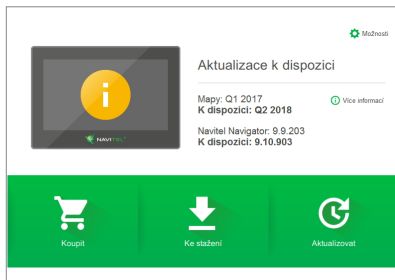 Možnosti
Aktualizace k dispozici
Mapy: Q1 2017
K dispozici: Q2 2018
Více informací
Navitel Navigator: 9.9.203
K dispozici: 9.10.903
NAVITEL
Koupit
Ke stažení
Aktualizovat